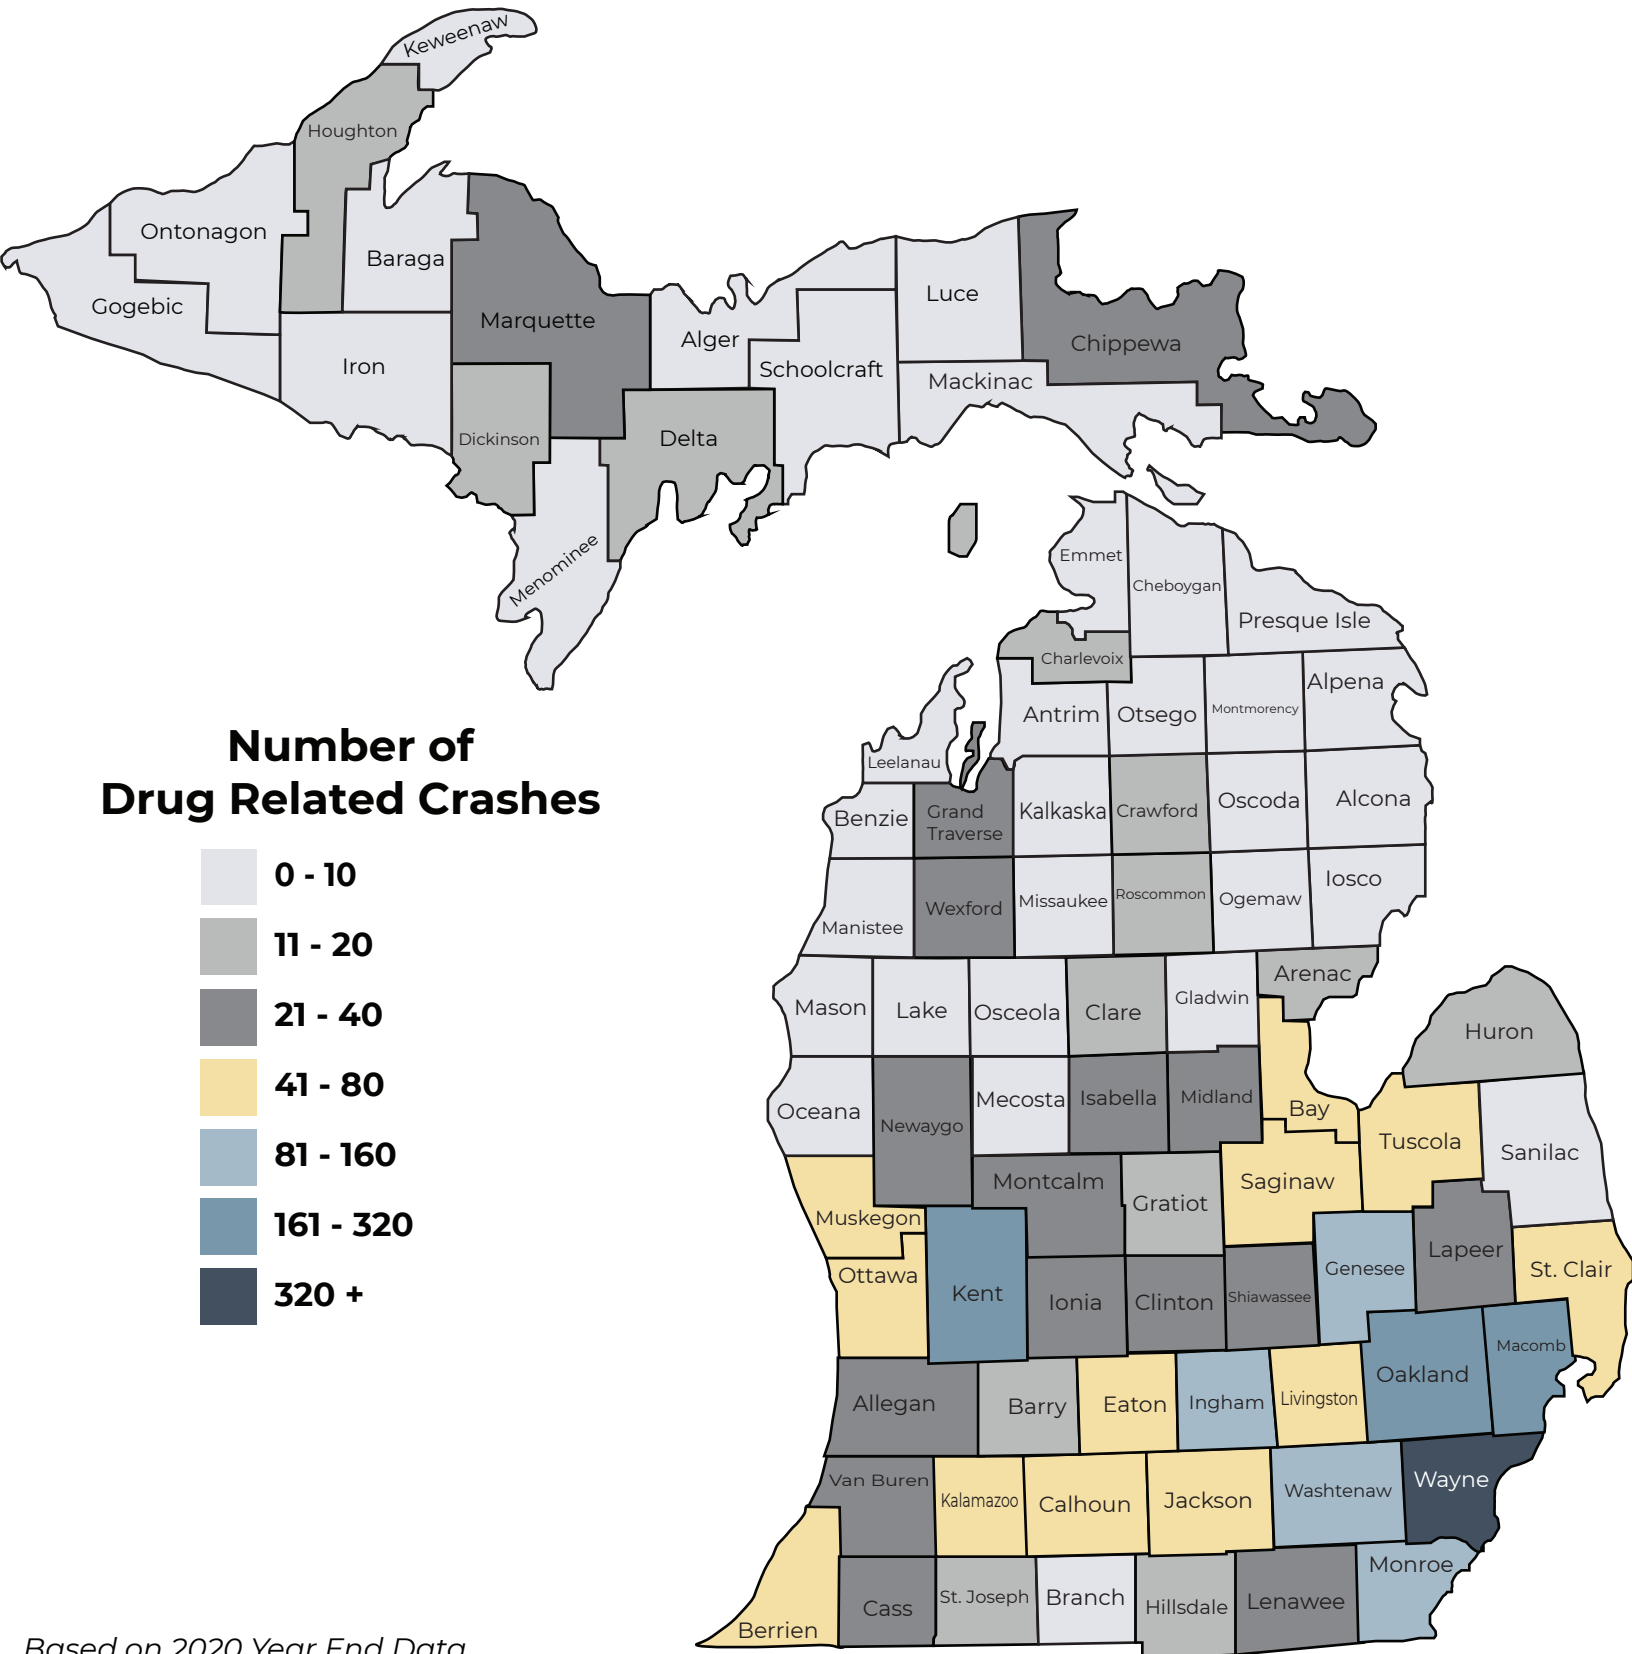 Keweenaw
Houghton
Ontonagon
Baraga
Gogebic
Iron
Marquette
Dickinson
Menominee
Delta
Alger
Schoolcraft
Luce
Mackinac
Chippewa
Emmet
Cheboygan
Presque Isle
Charlevoix
Antrim
Otsego
Montmorency
Alpena
Leelanau
Benzie
Grand
Traverse
Kalkaska
Crawford
Oscoda
Alcona
Manistee
Wexford
Missaukee
Roscommon
Ogemaw
Iosco
Mason
Lake
Osceola
Clare
Gladwin
Arenac
Huron
Oceana
Newaygo
Mecosta
Isabella
Midland
Bay
Tuscola
Sanilac
Muskegon
Montcalm
Gratiot
Saginaw
Ottawa
Kent
Ionia
Clinton
Shiawassee
Genesee
Lapeer
St. Clair
Allegan
Barry
Eaton
Ingham
Livingston
Oakland
Macomb
Van Buren
Kalamazoo
Calhoun
Jackson
Washtenaw
Wayne
Berrien
Cass
St. Joseph
Branch
Hillsdale
Lenawee
Monroe
Number of
Drug Related Crashes
0 - 10
11 - 20
21 - 40
41 - 80
81 - 160
161 - 320
320 +
Based on 2020 Year End Data